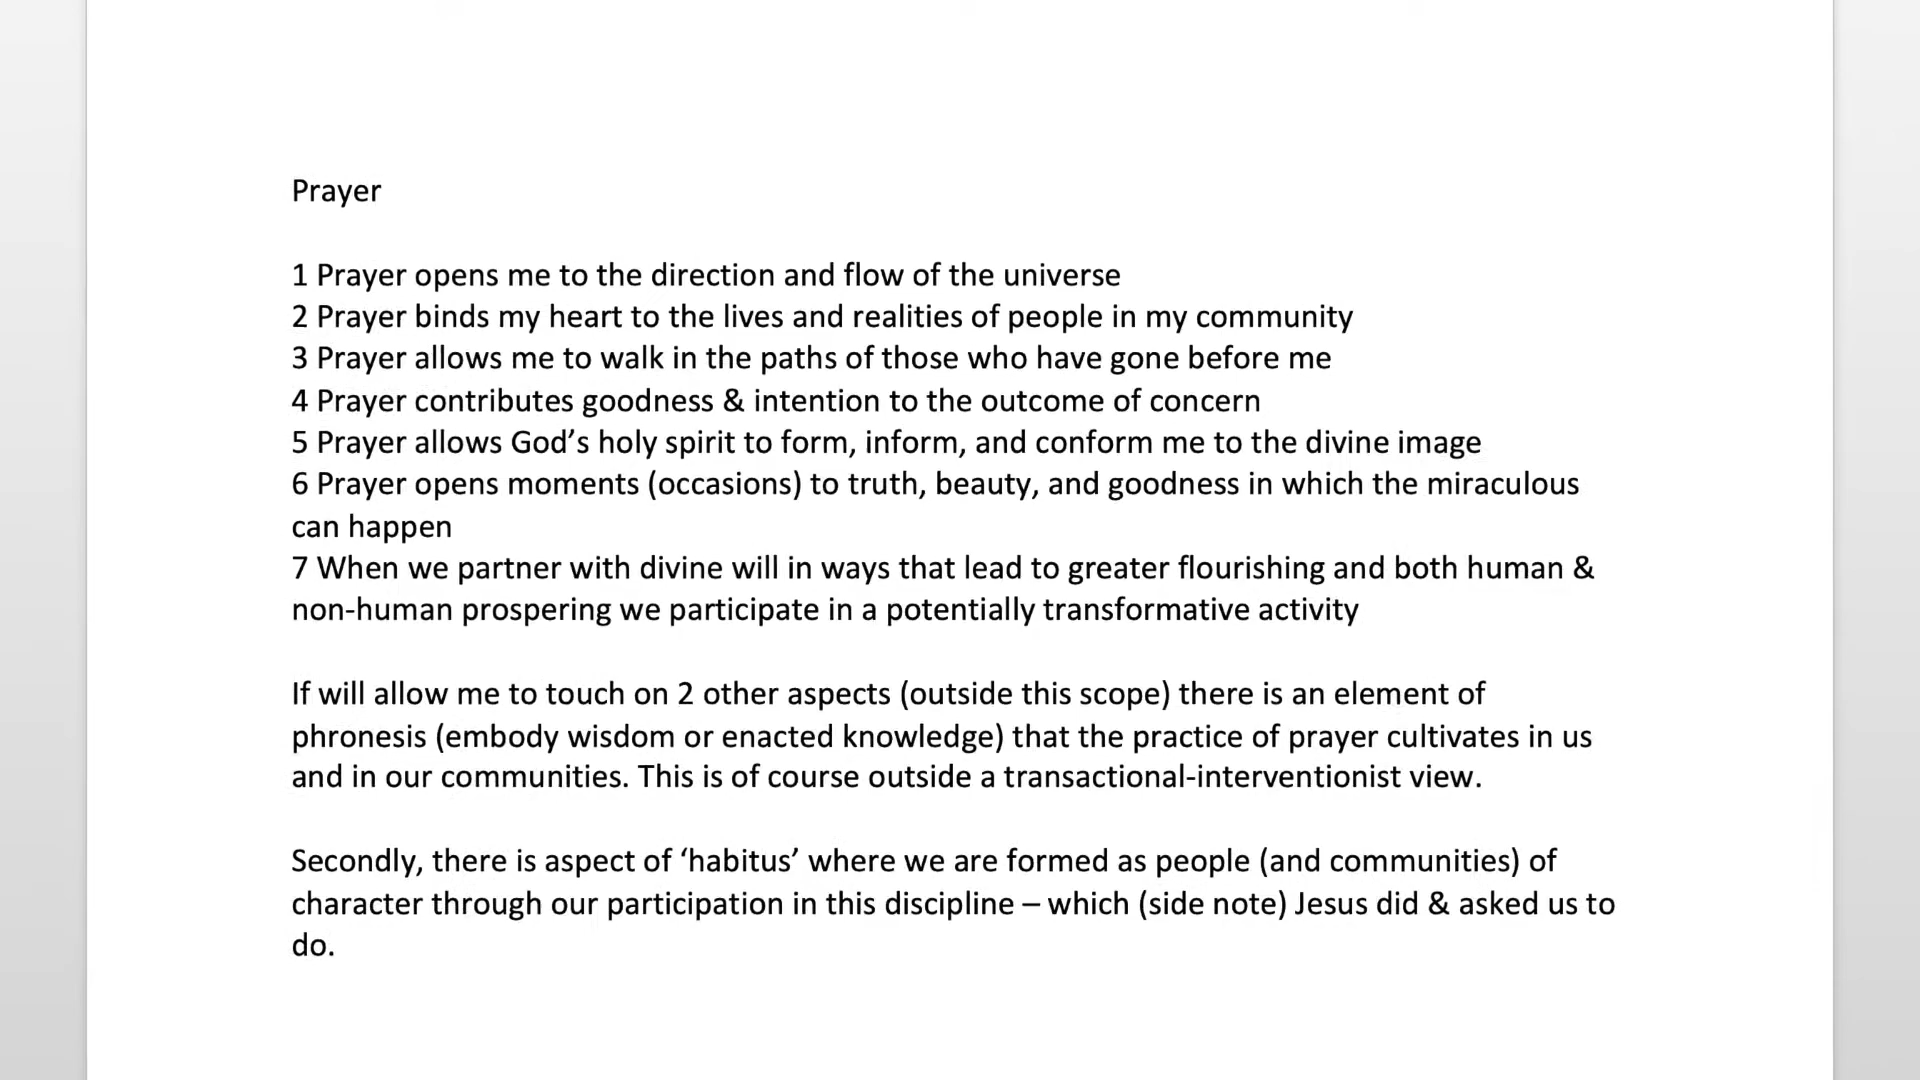 Prayer
1 Prayer opens me to the direction and flow of the universe
2 Prayer binds my heart to the lives and realities of people in my community
3 Prayer allows me to walk in the paths of those who have gone before me
4 Prayer contributes goodness & intention to the outcome of concern
5 Prayer allows God’s holy spirit to form, inform, and conform me to the divine image
6 Prayer opens moments (occasions) to truth, beauty, and goodness in which the miraculous
can happen
7 When we partner with divine will in ways that lead to greater flourishing and both human &
non-human prospering we participate in a potentially transformative activity
If will allow me to touch on 2 other aspects (outside this scope) there is an element of
phronesis (embody wisdom or enacted knowledge) that the practice of prayer cultivates in us
and in our communities. This is of course outside a transactional-interventionist view.
Secondly, there is aspect of ‘habitus’ where we are formed as people (and communities) of
character through our participation in this discipline – which (side note) Jesus did & asked us to
do.